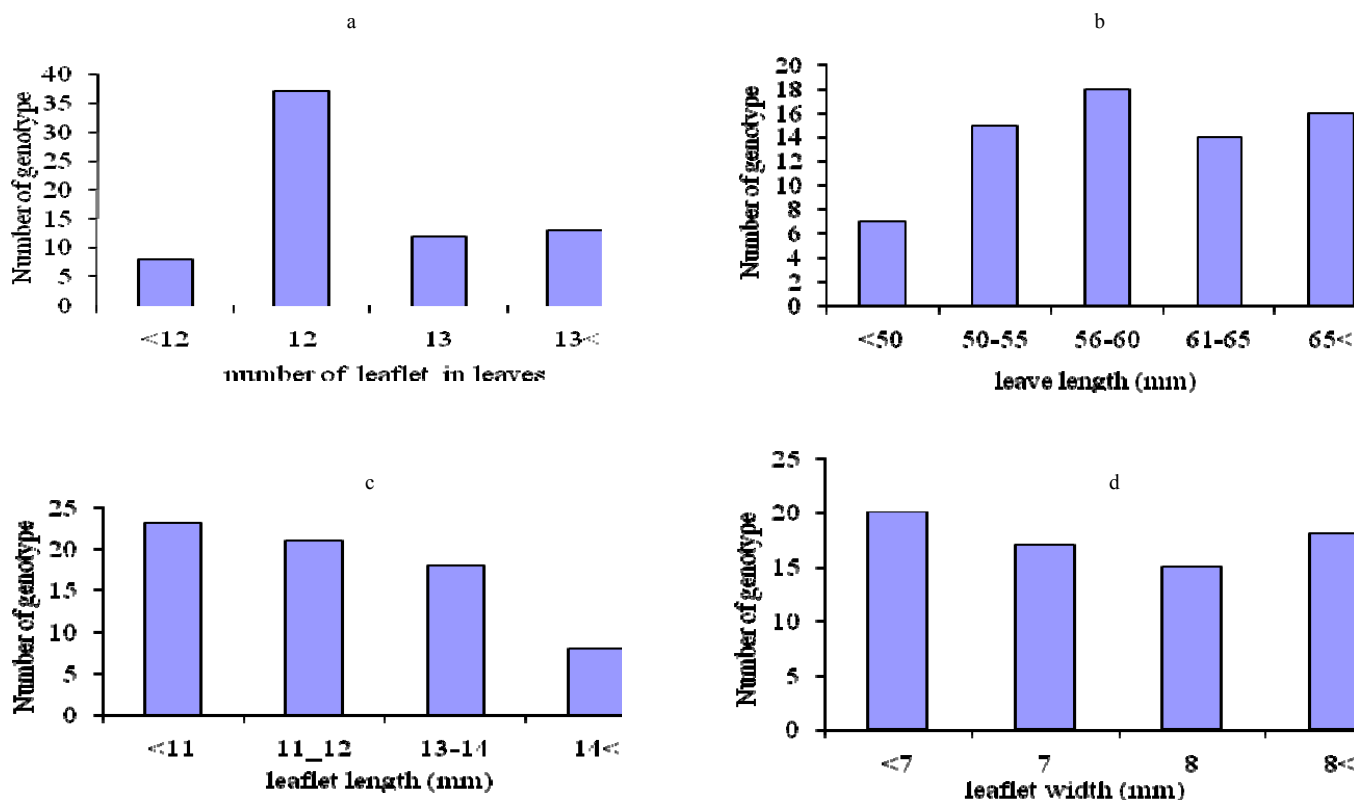 a
Number of genotype
40
35
30
25
20
15
10
5
0
<12 12 13 13<
number of leaflet in leaves
b
Number of genotype
20
18
16
14
12
10
8
6
4
2
0
<50 50-55 56-60 61-65 65<
leave length (mm)
c
Number of genotype
25
20
15
10
5
0
<11 11_12 13-14 14<
leaflet length (mm)
d
Number of genotype
25
20
15
10
5
0
<7 7 8 8<
leaflet width (mm)